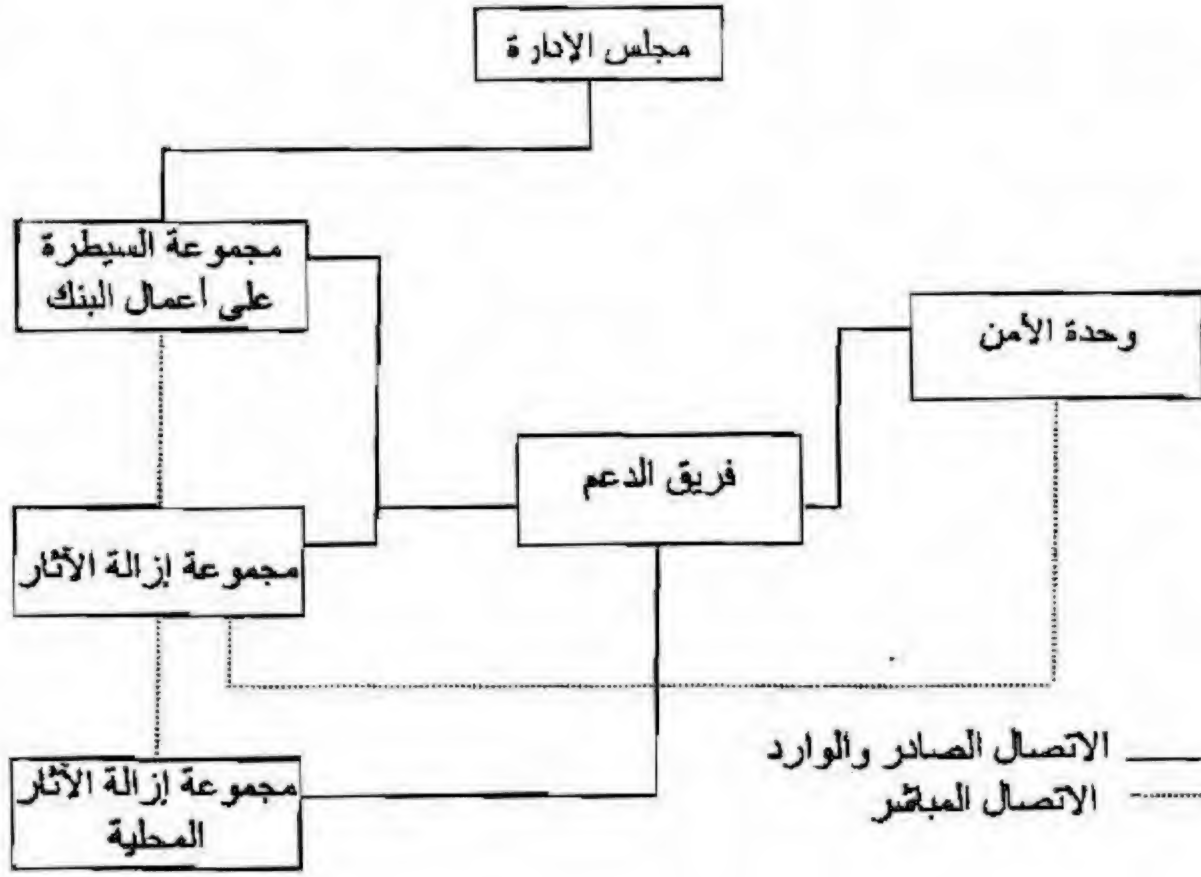 مجلس الإدارة
مجموعة السيطرة
على أعمال البنك
وحدة الأمن
فريق الدعم
مجموعة إزالة الآثار
الاتصال الصادر والوارد
الاتصال المباشر
مجموعة إزالة الآثار
المحلية